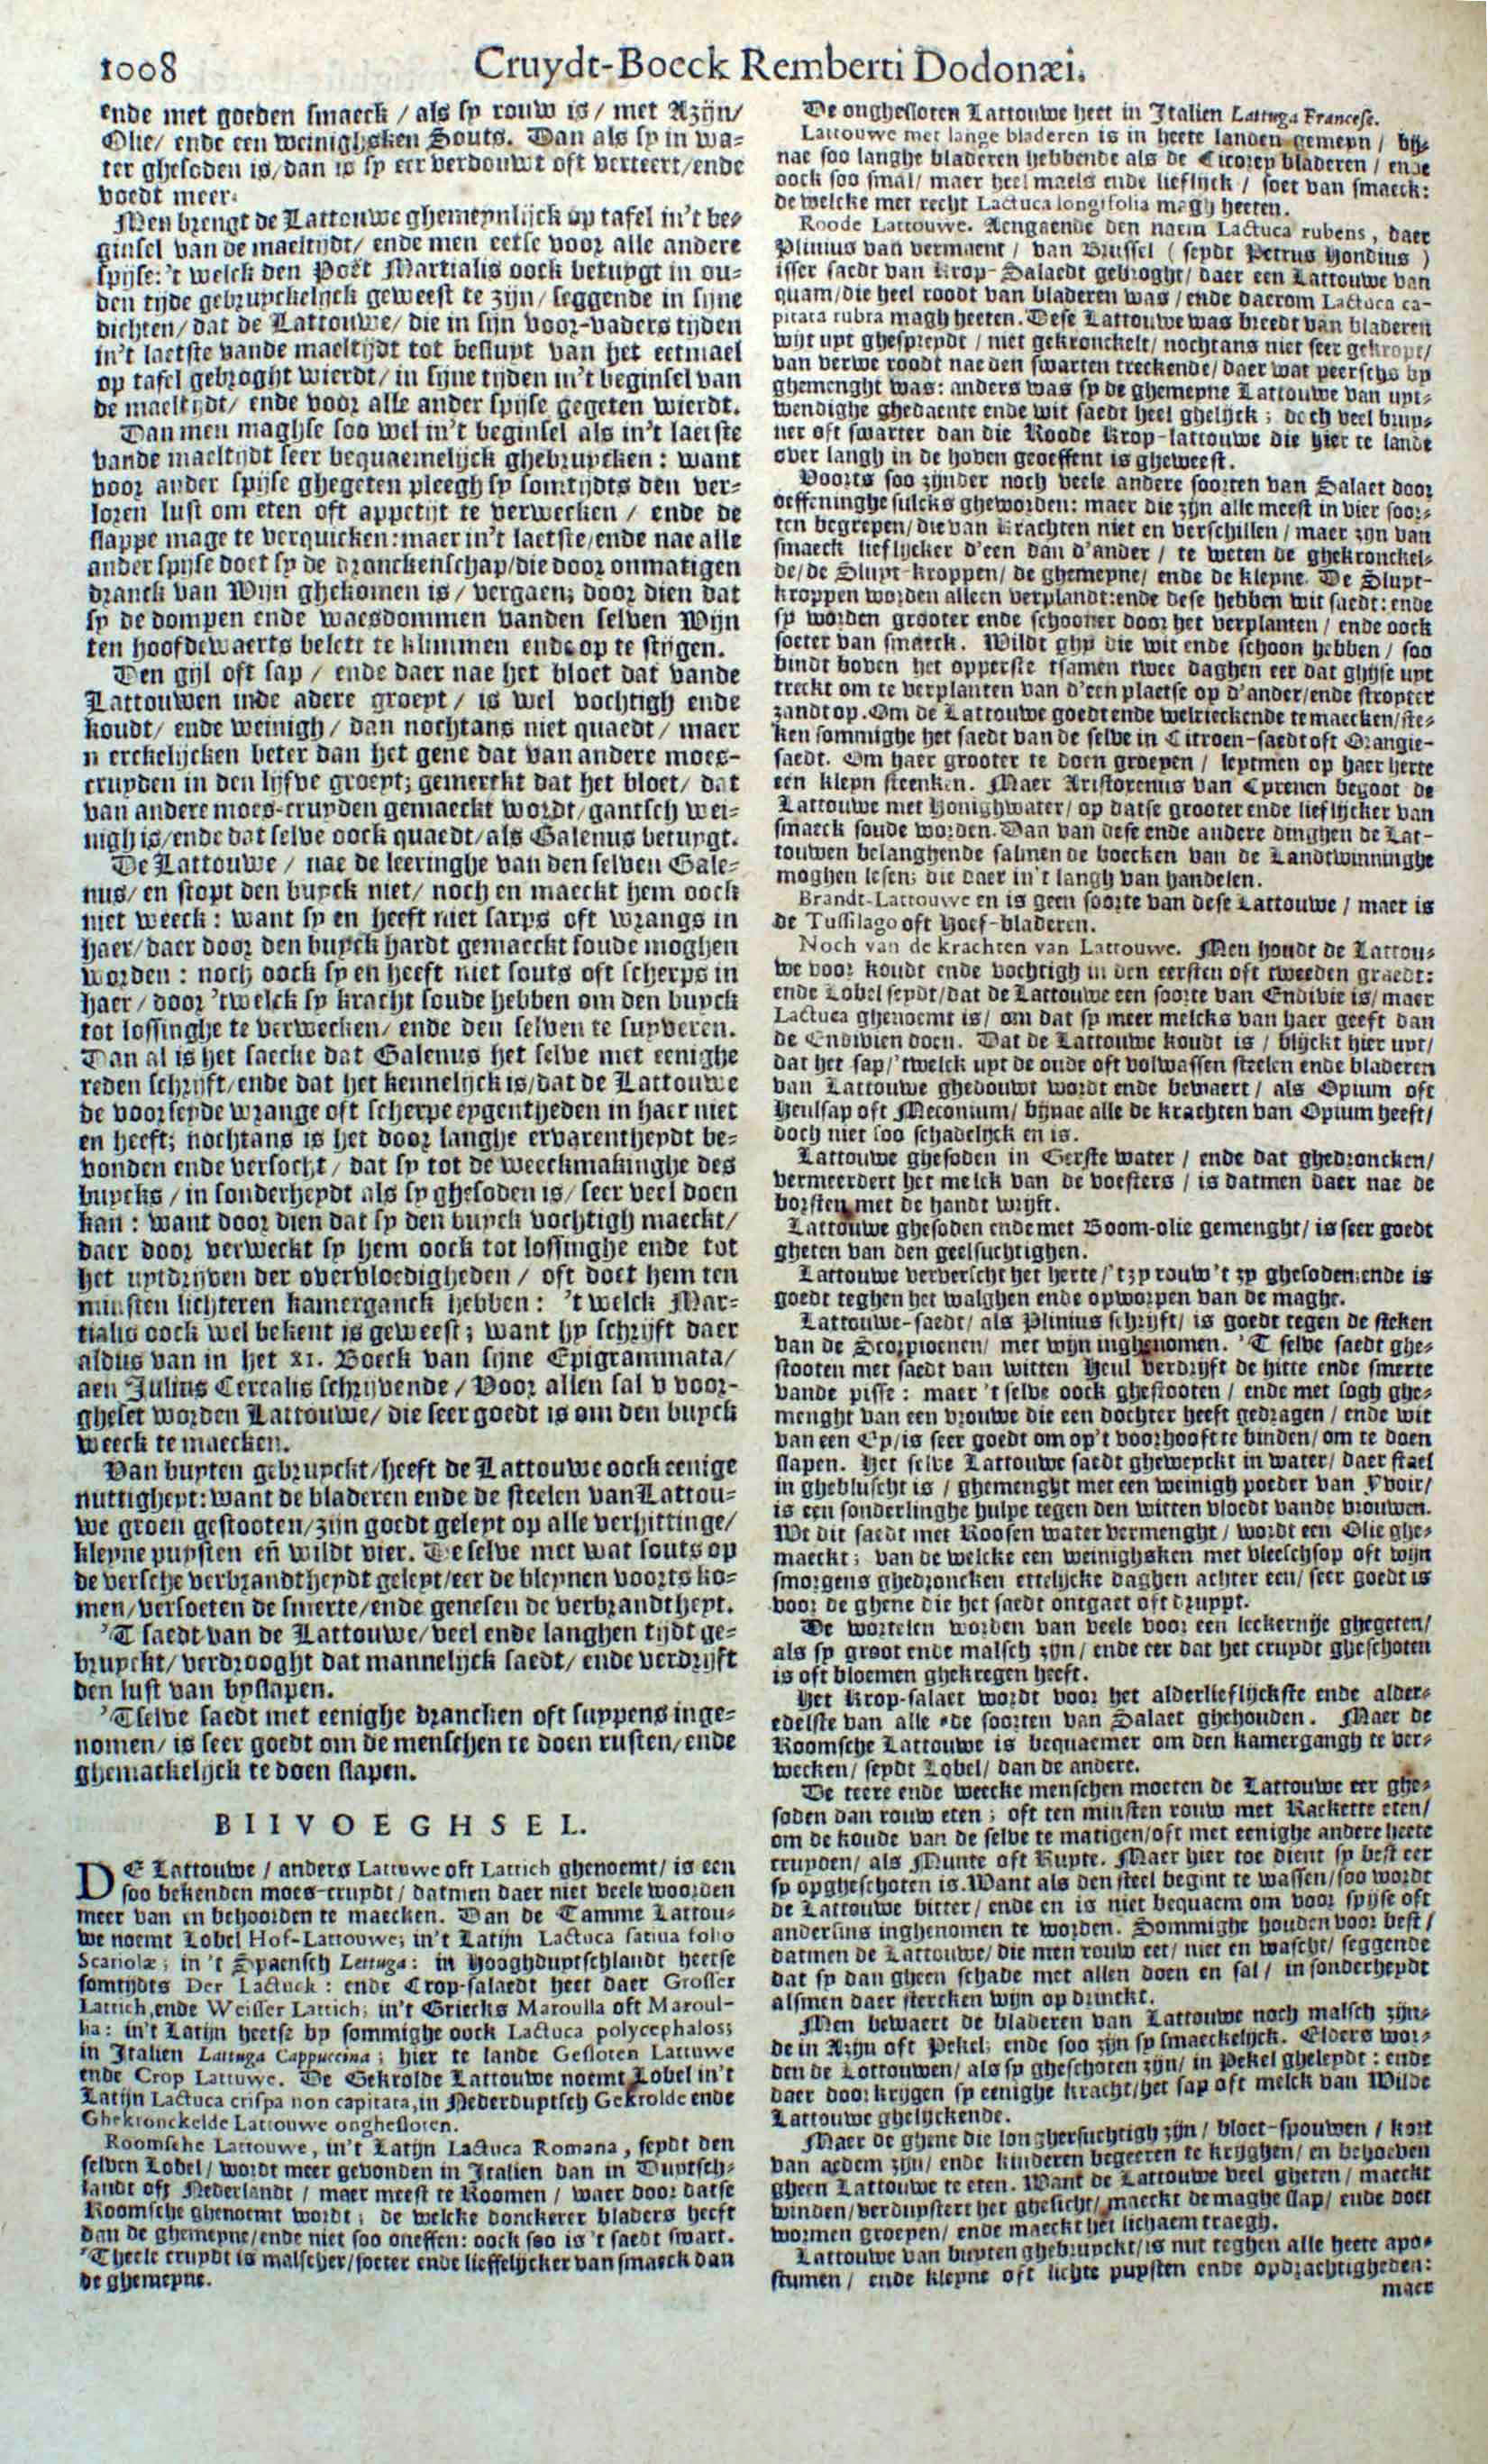 1008
Cruydt-Boeck Remberti Dodonæi.
ende met goeden smaeck / als sy rouw is / met Azijn/
Olie/ ende een weinighsken Souts. Dan als sy in wa-
ter ghesoden is/dan is sy eer verdouwt oft verteert/ende
voedt meer.
Men brengt de Lattouwe ghemeynlijck op tafel in't be-
ginsel van de maeltijdt/ ende men eetse voor alle andere
spijse: 't welck den Poët Martialis oock betuygt in ou-
den tijde gebruyckelijck geweest te zijn/ seggende in sijne
dichten/ dat de Lattouwe/ die in sijn voor-vaders tijden
in't laetste vande maeltijdt tot besluyt van het eetmael
op tafel gebroght wierdt/ in sijne tijden in't beginsel van
de maeltijdt/ ende voor alle ander spijse gegeten wierdt.
Dan men maghse soo wel in't beginsel als in't laetste
vande maeltijdt seer bequaemelijck ghebruycken: want
voor ander spijse ghegeten pleegh sy somtijdts den ver-
loren lust om eten oft appetijt te verwecken / ende de
slappe mage te verquicken: maer in't laetste/ende nae alle
ander spijse doet sy de dronckenschap/die door onmatigen
dranck van Wijn ghekomen is / vergaen; door dien dat
sy de dompen ende waesdommen vanden selven Wijn
ten hoofdewaerts belett te klimmen ende op te stijgen.
Den gijl oft sap / ende daer nae het bloet dat vande
Lattouwen inde adere groeyt / is wel vochtigh ende
koudt/ ende weinigh / dan nochtans niet quaedt / maer
merckelijcken beter dan het gene dat van andere moes-
cruyden in den lijfve groeyt; gemerckt dat het bloet/ dat
van andere moes-cruyden gemaeckt wordt/ gantsch wei-
nigh is/ende dat selve oock quaedt/als Galenus betuygt.
De Lattouwe / nae de leeringhe van den selven Gale-
nus/ en stopt den buyck niet/ noch en maeckt hem oock
niet weeck: want sy en heeft niet sarps oft wrangs in
haer/daer door den buyck hardt gemaeckt soude moghen
worden: noch oock sy en heeft niet souts oft scherps in
haer / door 'twelck sy kracht soude hebben om den buyck
tot lossinghe te verwecken/ ende den selven te suyveren.
Dan al is het saecke dat Galenus het selve met eenighe
reden schrijft/ende dat het kennelijck is/dat de Lattouwe
de voorseyde wrange oft scherpe eygentheden in haer niet
en heeft; nochtans is het door langhe ervarentheydt be-
vonden ende versocht / dat sy tot de weeckmakinghe des
buycks / in sonderheydt als sy ghesoden is/ seer veel doen
kan: want door dien dat sy den buyck vochtigh maeckt/
daer door verweckt sy hem oock tot lossinghe ende tot
het uytdrijven der overvloedigheden / oft doet hem ten
minsten lichteren kamerganck hebben: 't welck Mar-
tialis oock wel bekent is geweest; want hy schrijft daer
aldus van in het XI. Boeck van sijne Epigrammata/
aen Julius Cerealis schrijvende / Voor allen sal u voor-
gheset worden Lattouwe/ die seer goedt is om den buyck
weeck te maecken.
Van buyten gebruyckt/heeft de Lattouwe oock eenige
nuttigheyt: want de bladeren ende de steelen van Lattou-
we groen gestooten/ zijn goedt geleyt op alle verhittinge/
kleyne puysten eñ wildt vier. De selve met wat souts op
de versche verbrandtheydt geleyt/eer de bleynen voorts ko-
men/versoeten de smerte/ende genesen de verbrandtheyt.
'T saedt van de Lattouwe/veel ende langhen tijdt ge-
bruyckt/ verdrooght dat mannelijck saedt/ ende verdrijft
den lust van byslapen.
'Tselve saedt met eenighe drancken oft suypens inge-
nomen/ is seer goedt om de menschen te doen rusten/ende
ghemackelijck te doen slapen.
BIIVOEGHSEL.
DE Lattouwe / anders Lattuwe oft Lattich ghenoemt/ is een
soo bekenden moes-cruydt / datmen daer niet veele woorden
meer van en behoorden te maecken. Dan de Tamme Lattou-
we noemt Lobel Hof-Lattouwe; in't Latijn Lactuca sativa folio
Scariolæ; in 't Spaensch Lettuga: in Hooghduytschlandt heetse
somtijdts Der Lactuck: ende Crop-salaedt heet daer Grosser
Lattich, ende Weisser Lattich; in't Griecks Maroulla oft Maroul-
lia: in't Latijn heetse by sommighe oock Lactuca polycephalos;
in Italien Lattuga Cappuccina; hier te lande Gesloten Lattuwe
ende Crop Lattuwe. De Gekrolde Lattouwe noemt Lobel in't
Latijn Lactuca crispa non capitata, in Nederduytsch Gekrolde ende
Ghekronckelde Lattouwe onghesloten.
Roomsche Lattouwe, in't Latijn Lactuca Romana, seydt den
selven Lobel / wordt meer gevonden in Italien dan in Duytsch-
landt oft Nederlandt / maer meest te Roomen / waer door datse
Roomsche ghenoemt wordt; de welcke donckerer bladers heeft
dan de ghemeyne/ende niet soo oneffen: oock soo is 't saedt swart.
'T heele cruydt is malscher/soeter ende lieffelijcker van smaeck dan
de ghemeyne.
De onghesloten Lattouwe heet in Italien Lattuga Francese.
Lattouwe met lange bladeren is in heete landen gemeyn / bij-
nae soo langhe bladeren hebbende als de Cicorey bladeren / ende
oock soo smal/ maer heel maels ende lieflijck / soet van smaeck:
de welcke met recht Lactuca longifolia magh heeten.
Roode Lattouwe. Aengaende den naem Lactuca rubens, daer
Plinius van vermaent / van Brussel (seydt Petrus Hondius)
isser saedt van Krop-Salaedt gebroght/ daer een Lattouwe van
quam/die heel roodt van bladeren was / ende daerom Lactuca ca-
pitata rubra magh heeten. Dese Lattouwe was breedt van bladeren
wijt uyt ghespreydt / niet gekronckelt/ nochtans niet seer gekropt/
van verwe roodt nae den swarten treckende/ daer wat peerschs by
ghemenght was: anders was sy de ghemeyne Lattouwe van uyt-
wendighe ghedaente ende wit saedt heel ghelijck; doch veel bruy-
ner oft swarter dan die Roode Krop-lattouwe die hier te lande
over langh in de hoven geoeffent is gheweest.
Voorts soo zijnder noch veele andere soorten van Salaet door
oeffeninghe sulcks gheworden: maer die zijn alle meest in vier soor-
ten begrepen/ die van krachten niet en verschillen / maer zijn van
smaeck lieflijcker d'een dan d'ander / te weten de ghekronckel-
de/ de Sluyt-kroppen/ de ghemeyne/ ende de kleyne. De Sluyt-
kroppen worden alleen verplandt: ende dese hebben wit saedt: ende
sy worden grooter ende schooner door het verplanten / ende oock
soeter van smaeck. Wildt ghy die wit ende schoon hebben / soo
bindt boven het opperste tsamen twee daghen eer dat ghyse uyt
treckt om te verplanten van d'een plaetse op d'ander/ende stroyter
zandt op. Om de Lattouwe goedt ende welrieckende te maecken/ste-
ken sommighe het saedt van de selve in Citroen-saedt oft Orangie-
saedt. Om haer grooter te doen groeyen / leytmen op haer herte
een kleyn steenken. Maer Aristoxenus van Cyrenen begoot de
Lattouwe met Honighwater/ op datse grooter ende lieflijcker van
smaeck soude worden. Dan van dese ende andere dinghen de Lat-
touwen belanghende salmen de boecken van de Landtwinninghe
moghen lesen; die daer in't langh van handelen.
Brandt-Lattouwe en is geen soorte van dese Lattouwe / maer is
de Tussilago oft Hoef-bladeren.
Noch van de krachten van Lattouwe. Men houdt de Lattou-
we voor koudt ende vochtigh in den eersten oft tweeden graedt:
ende Lobel seydt/dat de Lattouwe een soorte van Endivie is/ maer
Lactuca ghenoemt is/ om dat sy meer melcks van haer geeft dan
de Endivien doen. Dat de Lattouwe koudt is / blijckt hier uyt/
dat het sap/'twelck uyt de oude oft volwassen steelen ende bladeren
van Lattouwe ghedouwt wordt ende bewaert / als Opium oft
Heulsap oft Meconium/ bijnae alle de krachten van Opium heeft/
doch niet soo schadelijck en is.
Lattouwe ghesoden in Gerste water / ende dat ghedroncken/
vermeerdert het melck van de voesters / is datmen daer nae de
borsten met de handt wrijft.
Lattouwe ghesoden ende met Boom-olie gemenght/ is seer goedt
gheten van den geelsuchtighen.
Lattouwe ververscht het herte/'t zy rouw 't zy ghesoden: ende is
goedt teghen het walghen ende opworpen van de maghe.
Lattouwe-saedt/ als Plinius schrijft/ is goedt tegen de steken
van de Scorpioenen/ met wijn inghenomen. 'T selve saedt ghe-
stooten met saedt van witten Heul verdrijft de hitte ende smerte
vande pisse: maer 't selve oock ghestooten / ende met sogh ghe-
menght van een vrouwe die een dochter heeft gedragen / ende wit
van een Ey/is seer goedt om op't voorhooft te binden/ om te doen
slapen. Het selve Lattouwe saedt gheweyckt in water/ daer stael
in ghebluscht is / ghemenght met een weinigh poeder van Yvoir/
is een sonderlinghe hulpe tegen den witten vloedt vande vrouwen.
Wt dit saedt met Roosen water vermenght / wordt een Olie ghe-
maeckt; van de welcke een weinighsken met vleeschsop oft wijn
smorgens ghedroncken ettelijcke daghen achter een/ seer goedt is
voor de ghene die het saedt ontgaet oft druypt.
De wortelen worden van veele voor een leckernije ghegeten/
als sy groot ende malsch zijn/ ende eer dat het cruydt gheschoten
is oft bloemen ghekregen heeft.
Het Krop-salaet wordt voor het alderlieflijckste ende alder-
edelste van alle de soorten van Salaet ghehouden. Maer de
Roomsche Lattouwe is bequaemer om den kamergangh te ver-
wecken/ seydt Lobel/ dan de andere.
De teere ende weecke menschen moeten de Lattouwe eer ghe-
soden dan rouw eten; oft ten minsten rouw met Rackette eten/
om de koude van de selve te matigen/oft met eenighe andere heete
cruyden/ als Munte oft Ruyte. Maer hier toe dient sy best eer
sy opgheschoten is. Want als den steel begint te wassen/soo wordt
de Lattouwe bitter/ ende en is niet bequaem om voor spijse oft
andersins inghenomen te worden. Sommighe houden voor best/
datmen de Lattouwe/ die men rouw eet/ niet en wascht/ seggende
dat sy dan gheen schade met allen doen en sal/ in sonderheydt
alsmen daer stercken wijn op drinckt.
Men bewaert de bladeren van Lattouwe noch malsch zijn-
de in Azijn oft Pekel; ende soo zijn sy smaeckelijck. Elders wor-
den de Lottouwen/ als sy gheschoten zijn/ in Pekel gheleydt: ende
daer door krijgen sy eenighe kracht/het sap oft melck van Wilde
Lattouwe ghelijckende.
Maer de ghene die longhersuchtigh zijn / bloet-spouwen / kort
van aedem zijn/ ende kinderen begeeren te krijghen/ en behoeven
gheen Lattouwe te eten. Want de Lattouwe veel gheten / maeckt
winden/ verduystert het ghesicht/ maeckt de maghe slap/ ende doet
wormen groeyen/ ende maeckt het lichaem traegh.
Lattouwe van buyten ghebruyckt/is nut teghen alle heete apo-
stumen / ende kleyne oft lichte puysten ende opdrachtigheden:
maer